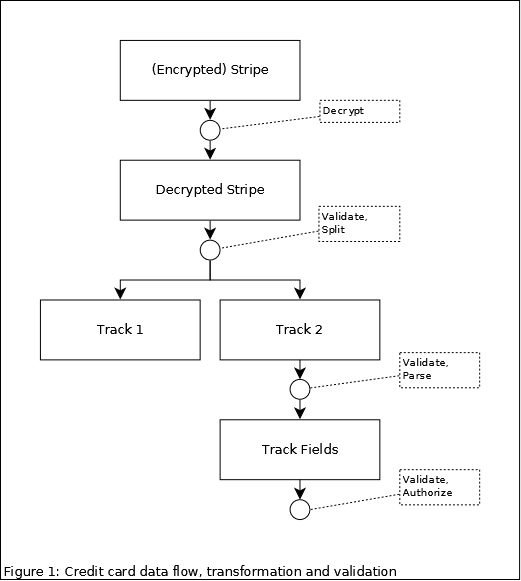 (Encrypted) Stripe
Decrypt
Decrypted Stripe
Validate,
Split
Track 1
Track 2
Validate,
Parse
Track Fields
Validate,
Authorize
Figure 1: Credit card data flow, transformation and validation